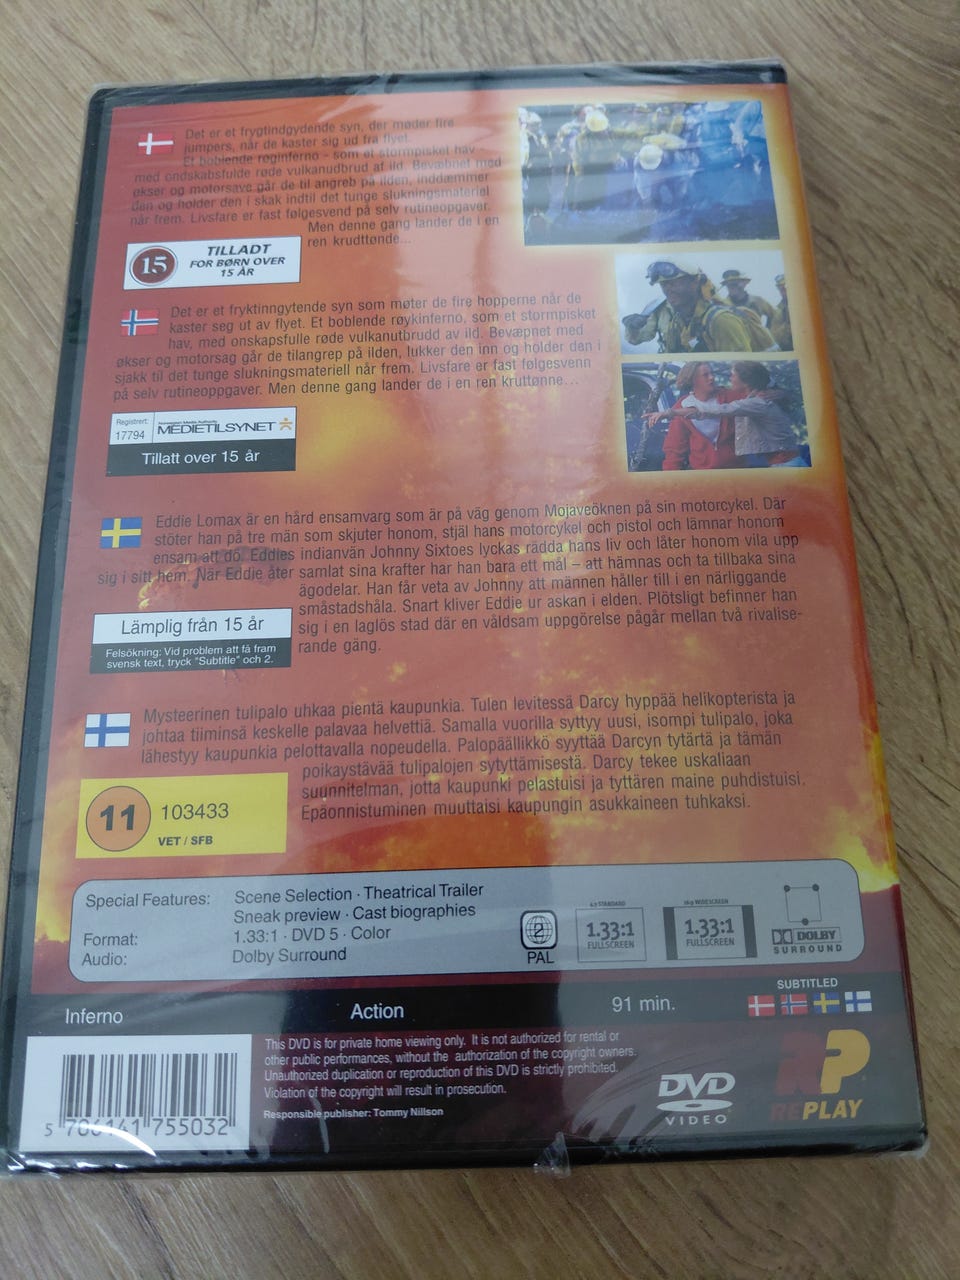 Det er et frygtindgydende syn, der møder fire
jumpers, når de kaster sig ud fra flyet.
Et boblende røginferno - som et stormpisket hav
med ondskabsfulde røde vulkanudbrud af ild. Bevæbnet med
økser og motorsave går de til angreb på ilden, inddæmmer
den og holder den i skak indtil det tunge slukningsmateriel
når frem. Livsfare er fast følgesvend på selv rutineopgaver.
Men denne gang lander de i en
ren krudttønde...
15
TILLADT
FOR BØRN OVER
15 ÅR
Det er et fryktinngytende syn som møter de fire hopperne når de
kaster seg ut av flyet. Et boblende røykinferno, som et stormpisket
hav, med onskapsfulle røde vulkanutbrudd av ild. Bevæpnet med
økser og motorsag går de tilangrep på ilden, lukker den inn og holder den i
sjakk til det tunge slukningsmateriell når frem. Livsfare er fast følgesvenn
på selv rutineoppgaver. Men denne gang lander de i en ren kruttønne...
Registrert:
17794
Norwegian Media Authority
MEDIETILSYNET
Tillatt over 15 år
Eddie Lomax är en hård ensamvarg som är på väg genom Mojaveöknen på sin motorcykel. Där
stöter han på tre män som skjuter honom, stjäl hans motorcykel och pistol och lämnar honom
ensam att dö. Eddies indianvän Johnny Sixtoes lyckas rädda hans liv och låter honom vila upp
sig i sitt hem. När Eddie åter samlat sina krafter har han bara ett mål – att hämnas och ta tillbaka sina
ägodelar. Han får veta av Johnny att männen håller till i en närliggande
småstadshåla. Snart kliver Eddie ur askan i elden. Plötsligt befinner han
sig i en laglös stad där en våldsam uppgörelse pågår mellan två rivalise-
rande gäng.
Lämplig från 15 år
Felsökning: Vid problem att få fram
svensk text, tryck "Subtitle" och 2.
Mysteerinen tulipalo uhkaa pientä kaupunkia. Tulen levitessä Darcy hyppää helikopterista ja
johtaa tiiminsä keskelle palavaa helvettiä. Samalla vuorilla syttyy uusi, isompi tulipalo, joka
lähestyy kaupunkia pelottavalla nopeudella. Palopäällikkö syyttää Darcyn tytärtä ja tämän
poikaystävää tulipalojen sytyttämisestä. Darcy tekee uskaliaan
suunnitelman, jotta kaupunki pelastuisi ja tyttären maine puhdistuisi.
Epäonnistuminen muuttaisi kaupungin asukkaineen tuhkaksi.
11
103433
VET / SFB
Special Features: Scene Selection · Theatrical Trailer
Sneak preview · Cast biographies
Format: 1.33:1 · DVD 5 · Color
Audio: Dolby Surround
2
PAL
4:3 STANDARD
1.33:1
FULLSCREEN
16:9 WIDESCREEN
1.33:1
FULLSCREEN
DOLBY
SURROUND
Inferno Action 91 min.
SUBTITLED
This DVD is for private home viewing only. It is not authorized for rental or
other public performances, without the authorization of the copyright owners.
Unauthorized duplication or reproduction of this DVD is strictly prohibited.
Violation of the copyright will result in prosecution.
Responsible publisher: Tommy Nillson
5 706141 755032
DVD
VIDEO
RP
REPLAY